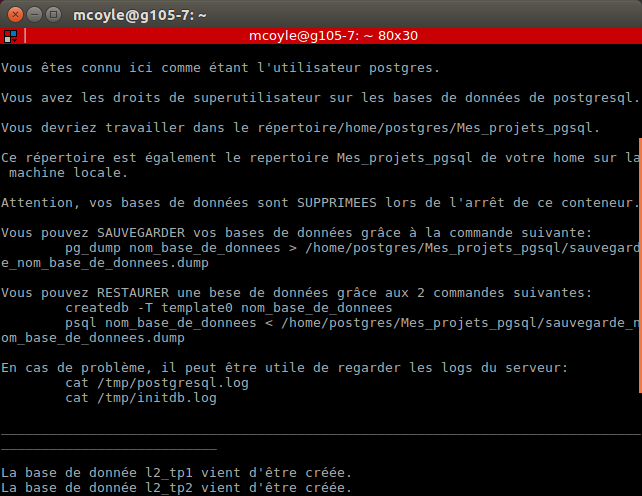 mcoyle@g105-7: ~
mcoyle@g105-7: ~ 80x30
Vous êtes connu ici comme étant l'utilisateur postgres.
Vous avez les droits de superutilisateur sur les bases de données de postgresql.
Vous devriez travailler dans le répertoire/home/postgres/Mes_projets_pgsql.
Ce répertoire est également le repertoire Mes_projets_pgsql de votre home sur la
machine locale.
Attention, vos bases de données sont SUPPRIMEES lors de l'arrêt de ce conteneur.
Vous pouvez SAUVEGARDER vos bases de données grâce à la commande suivante:
pg_dump nom_base_de_donnees > /home/postgres/Mes_projets_pgsql/sauvegard
e_nom_base_de_donnees.dump
Vous pouvez RESTAURER une bese de données grâce aux 2 commandes suivantes:
createdb -T template0 nom_base_de_donnees
psql nom_base_de_donnees < /home/postgres/Mes_projets_pgsql/sauvegarde_n
om_base_de_donnees.dump
En cas de problème, il peut être utile de regarder les logs du serveur:
cat /tmp/postgresql.log
cat /tmp/initdb.log
La base de donnée l2_tp1 vient d'être créée.
La base de donnée l2_tp2 vient d'être créée.